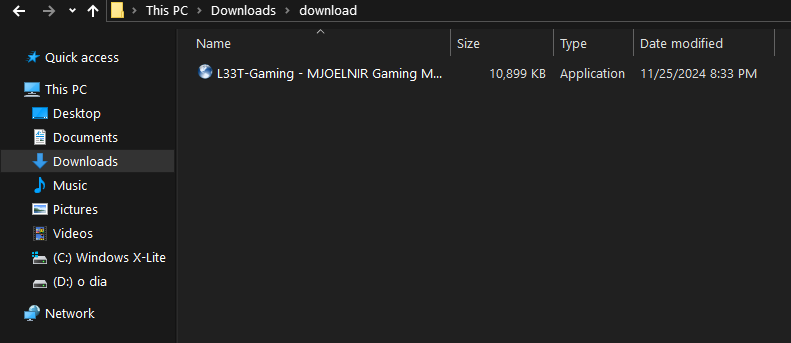 This PC > Downloads > download
Name Size Type Date modified
L33T-Gaming - MJOELNIR Gaming M... 10,899 KB Application 11/25/2024 8:33 PM
Quick access
This PC
Desktop
Documents
Downloads
Music
Pictures
Videos
(C:) Windows X-Lite
(D:) o dia
Network